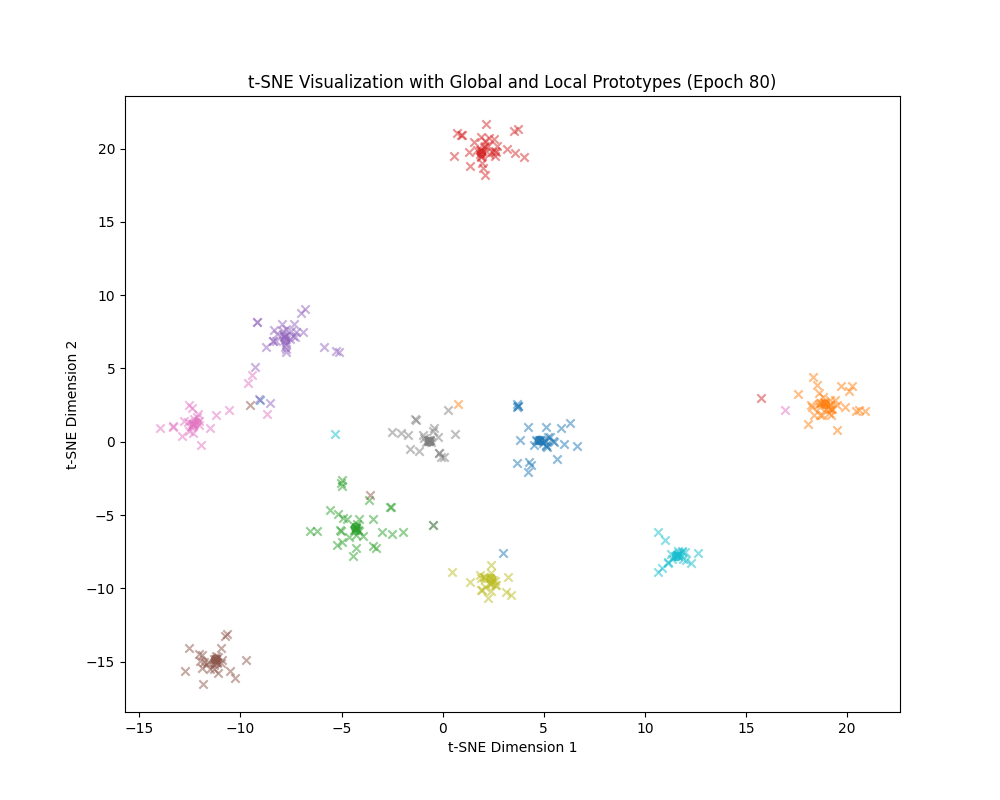 t-SNE Visualization with Global and Local Prototypes (Epoch 80)
20
15
10
5
0
−5
−10
−15
t-SNE Dimension 2
−15 −10 −5 0 5 10 15 20
t-SNE Dimension 1